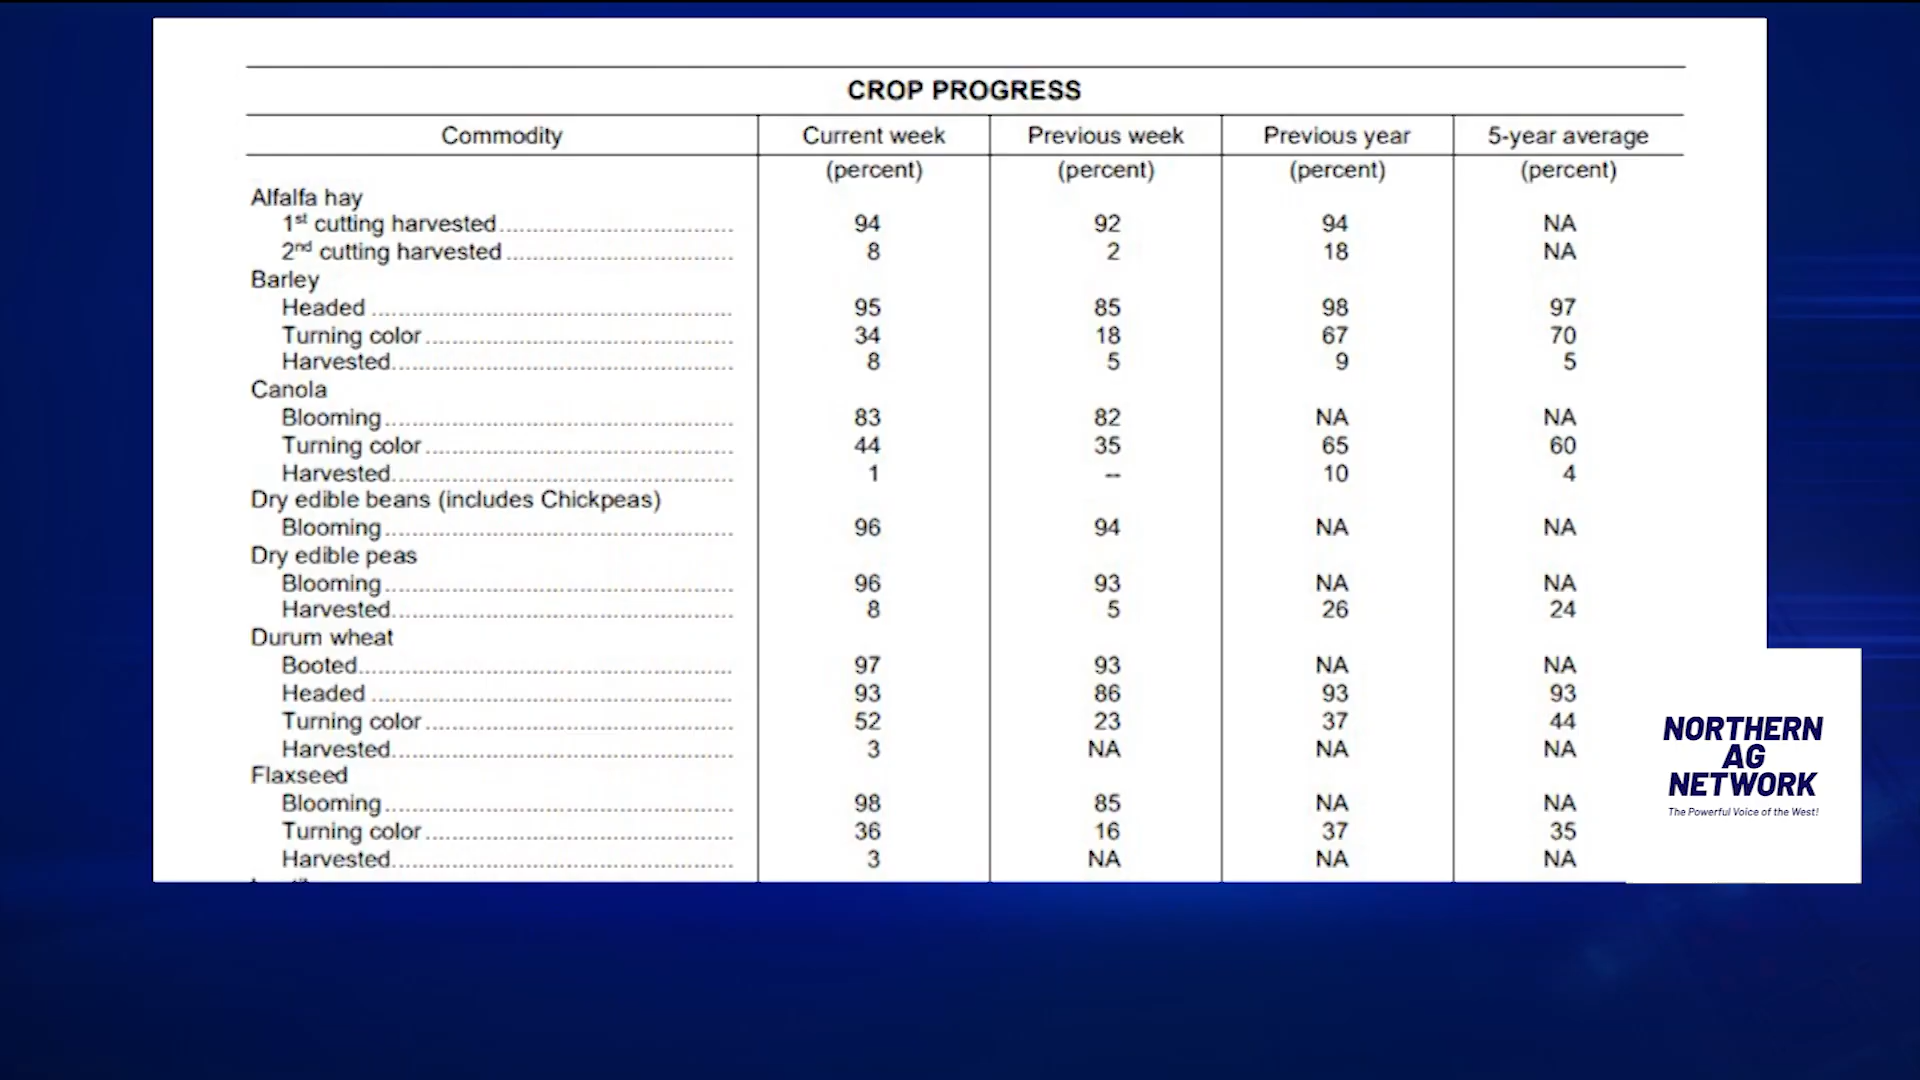 CROP PROGRESS
Commodity Current week Previous week Previous year 5-year average
(percent) (percent) (percent) (percent)
Alfalfa hay
1st cutting harvested 94 92 94 NA
2nd cutting harvested 8 2 18 NA
Barley
Headed 95 85 98 97
Turning color 34 18 67 70
Harvested 8 5 9 5
Canola
Blooming 83 82 NA NA
Turning color 44 35 65 60
Harvested 1 -- 10 4
Dry edible beans (includes Chickpeas)
Blooming 96 94 NA NA
Dry edible peas
Blooming 96 93 NA NA
Harvested 8 5 26 24
Durum wheat
Booted 97 93 NA NA
Headed 93 86 93 93
Turning color 52 23 37 44
Harvested 3 NA NA NA
Flaxseed
Blooming 98 85 NA NA
Turning color 36 16 37 35
Harvested 3 NA NA NA
NORTHERN
AG
NETWORK
The Powerful Voice of the West!